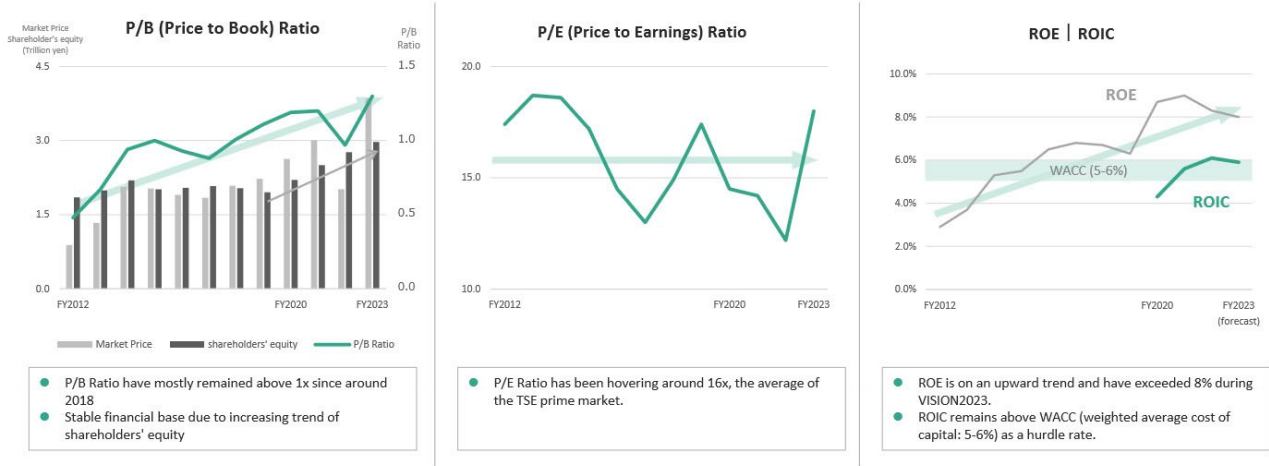 P/B (Price to Book) Ratio
Market Price
Shareholder's equity
(Trillion yen)
P/B
Ratio
4.5
3.0
1.5
0.0
1.5
1.0
0.5
0.0
FY2012
FY2020
FY2023
Market Price
shareholders' equity
P/B Ratio
P/B Ratio have mostly remained above 1x since around
2018
Stable financial base due to increasing trend of
shareholders' equity
P/E (Price to Earnings) Ratio
20.0
15.0
10.0
FY2012
FY2020
FY2023
P/E Ratio has been hovering around 16x, the average of
the TSE prime market.
ROE | ROIC
10.0%
8.0%
6.0%
4.0%
2.0%
0.0%
ROE
WACC (5-6%)
ROIC
FY2012
FY2020
FY2023
(forecast)
ROE is on an upward trend and have exceeded 8% during
VISION2023.
ROIC remains above WACC (weighted average cost of
capital: 5-6%) as a hurdle rate.